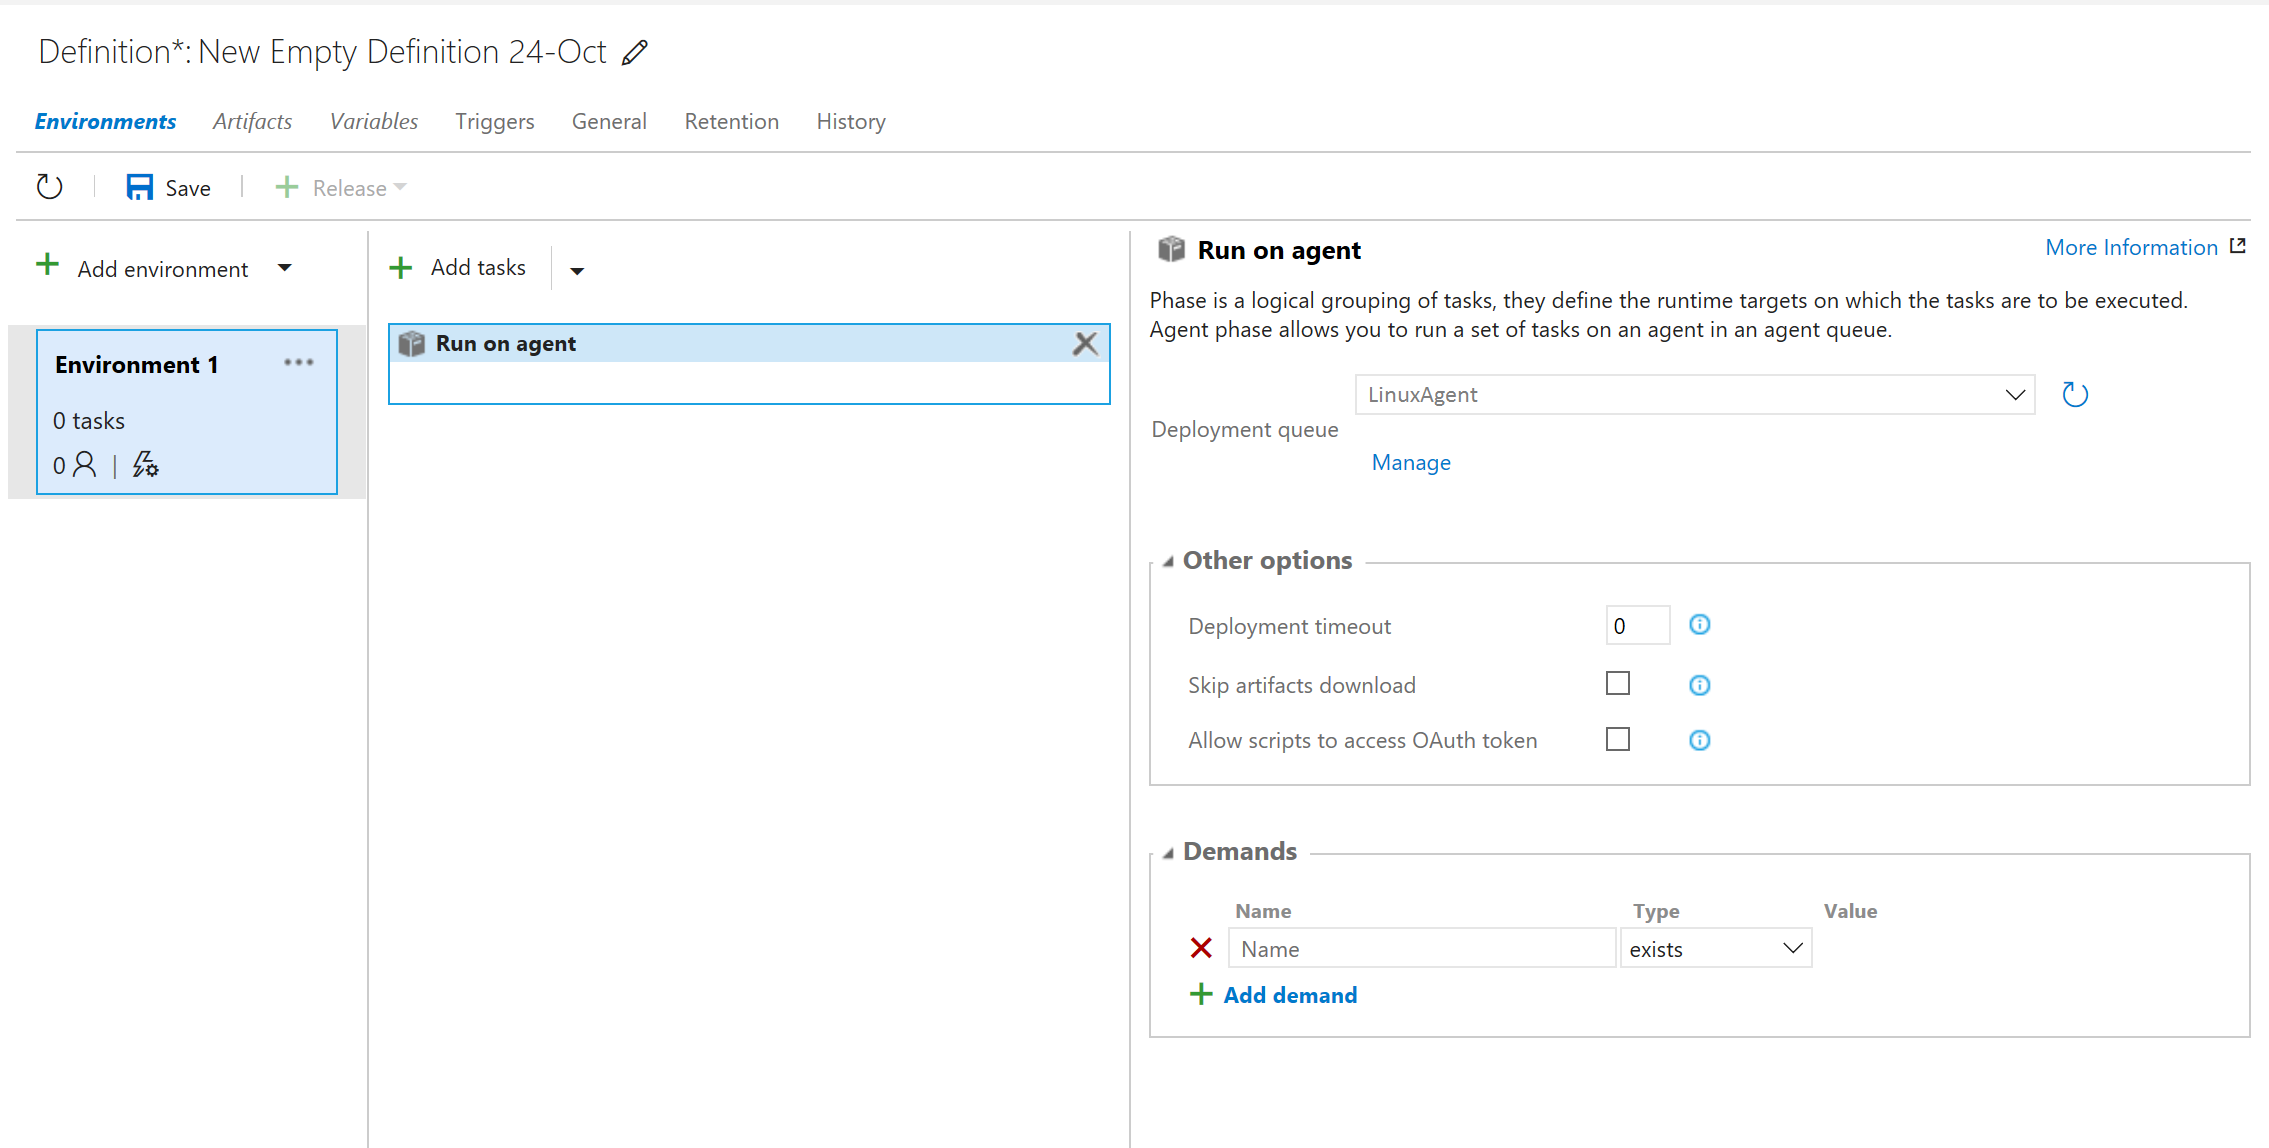 Definition*: New Empty Definition 24-Oct
Environments Artifacts Variables Triggers General Retention History
Save Release
Add environment
Environment 1
0 tasks
0
Add tasks
Run on agent
Run on agent
More Information
Phase is a logical grouping of tasks, they define the runtime targets on which the tasks are to be executed.
Agent phase allows you to run a set of tasks on an agent in an agent queue.
Deployment queue
LinuxAgent
Manage
Other options
Deployment timeout 0
Skip artifacts download
Allow scripts to access OAuth token
Demands
Name Type Value
Name exists
Add demand